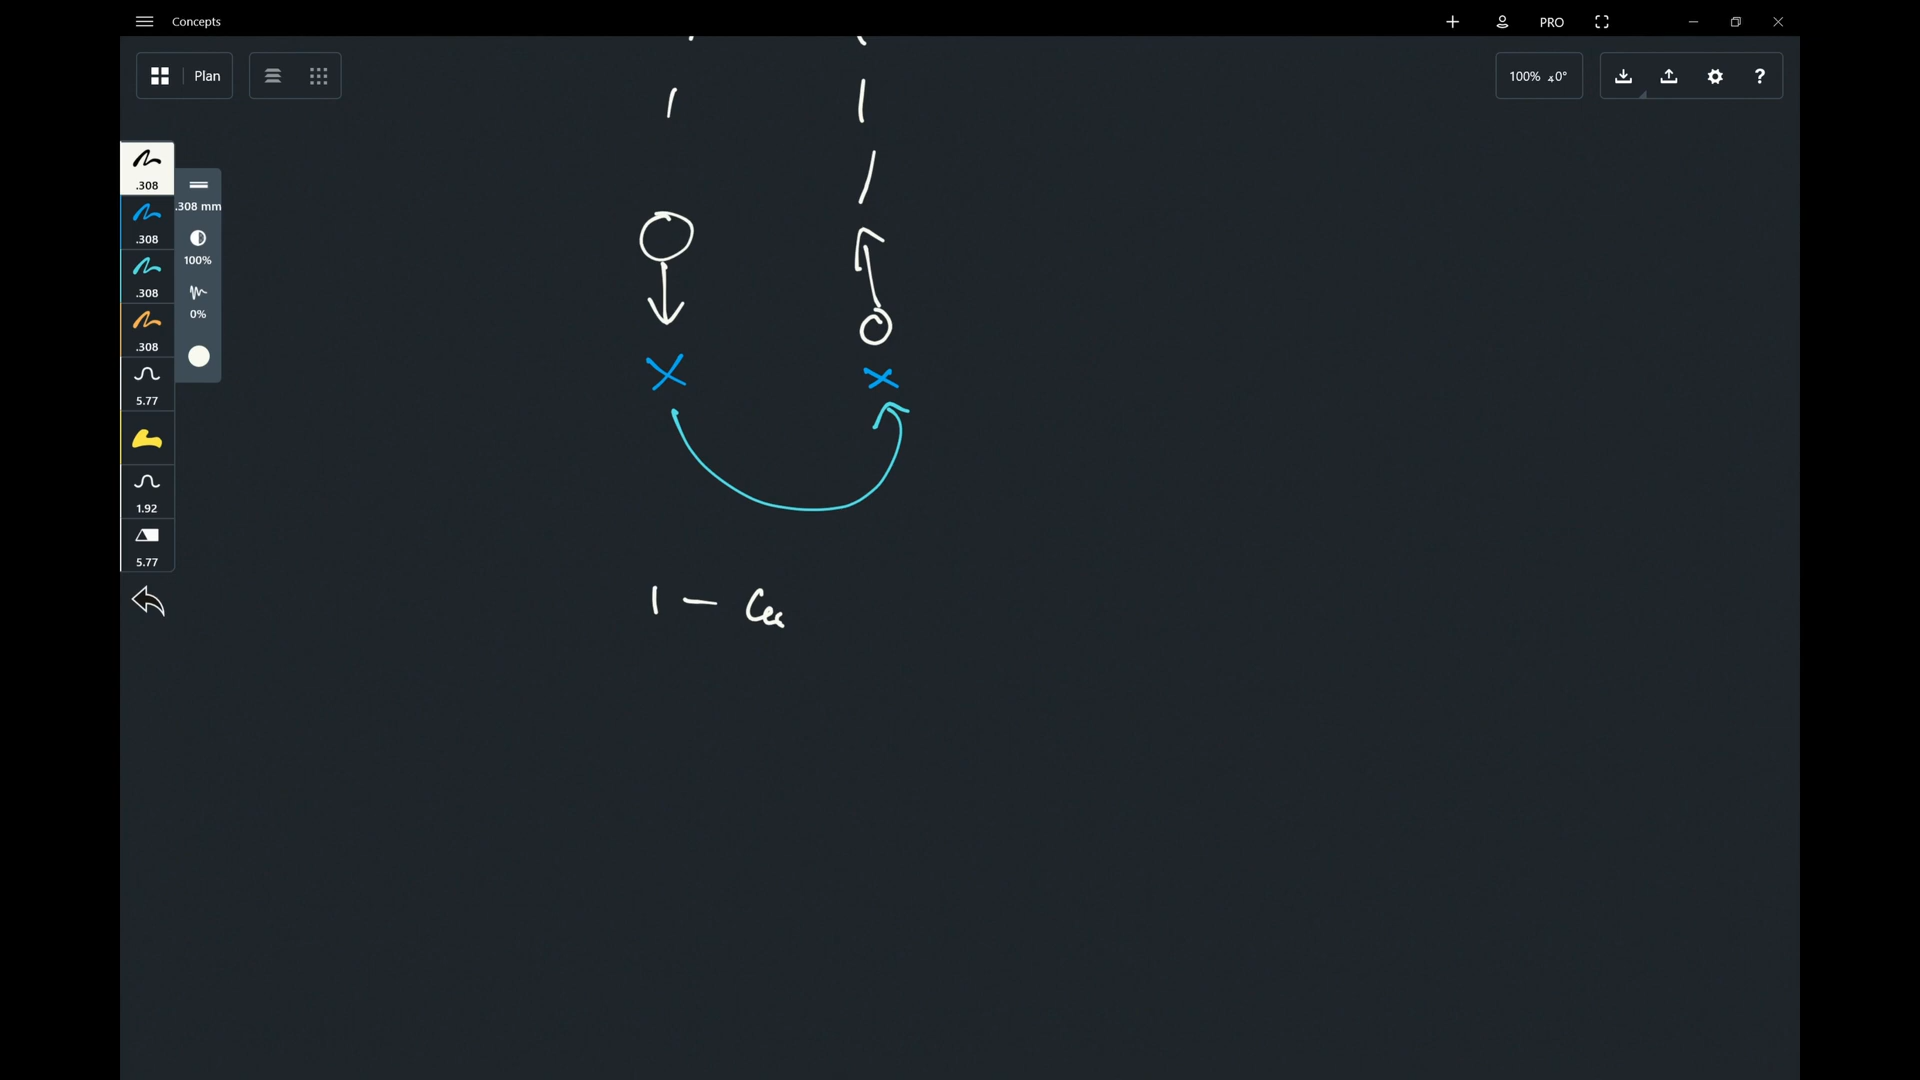 Concepts
PRO
Plan
100% 0°
.308
.308 mm
.308
100%
.308
0%
.308
5.77
1.92
5.77
1 —